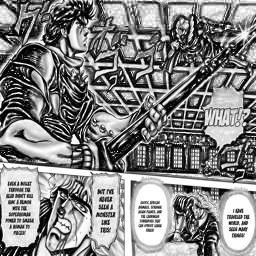 WHAT!?
I HAVE
TRAVELED THE
WORLD, AND
SEEN MANY
THINGS!
BUT I'VE
NEVER
SEEN A
MONSTER
LIKE
THIS!
EVEN A BULLET
THROUGH THE
HEAD DIDN'T KILL
HIM. A HUMAN
WITH THE
SUPERHUMAN
POWER TO SMASH
A HUMAN TO
PIECES!